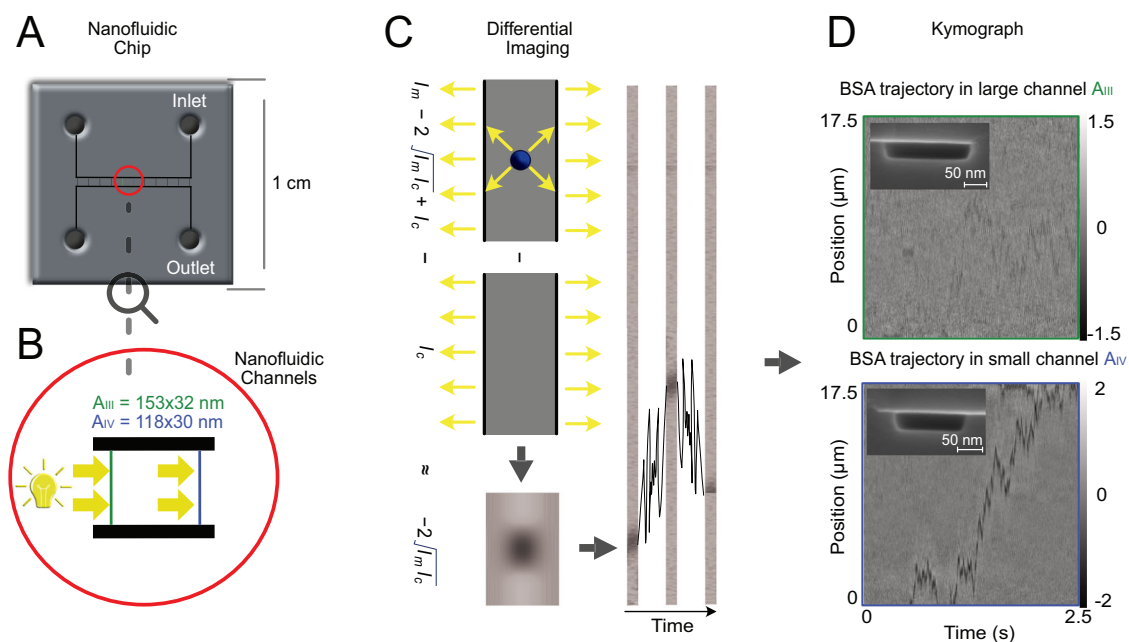 A
Nanofluidic
Chip
Inlet
Outlet
1 cm
B
Nanofluidic
Channels
AIII = 153x32 nm
AIV = 118x30 nm
C
Differential
Imaging
Im − 2√ImIc + Ic
−
−
Ic
≈
−2√ImIc
Time
D
Kymograph
BSA trajectory in large channel AIII
17.5
Position (µm)
0
50 nm
1.5
0
-1.5
BSA trajectory in small channel AIV
17.5
Position (µm)
0
50 nm
2
0
-2
2.5
Time (s)